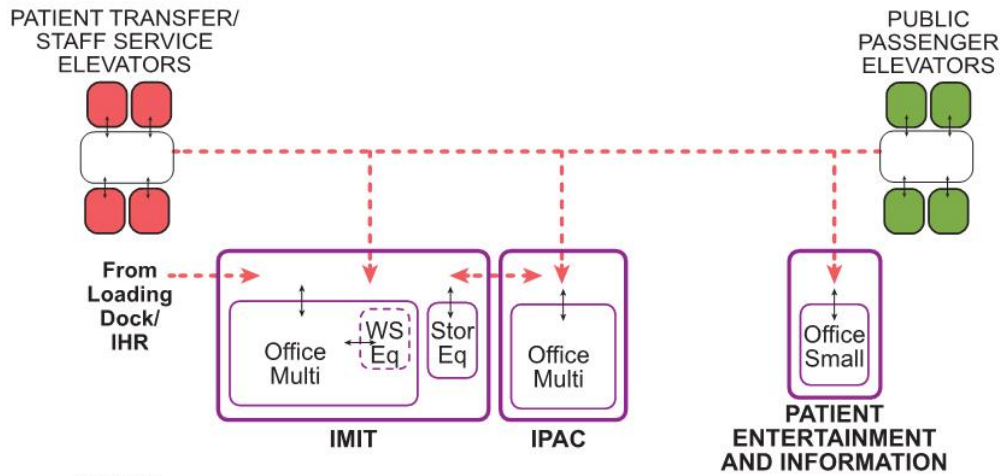 PATIENT TRANSFER/
STAFF SERVICE
ELEVATORS
PUBLIC
PASSENGER
ELEVATORS
From
Loading
Dock/
IHR
Office
Multi
WS
Eq
Stor
Eq
Office
Multi
Office
Small
IMIT
IPAC
PATIENT
ENTERTAINMENT
AND INFORMATION